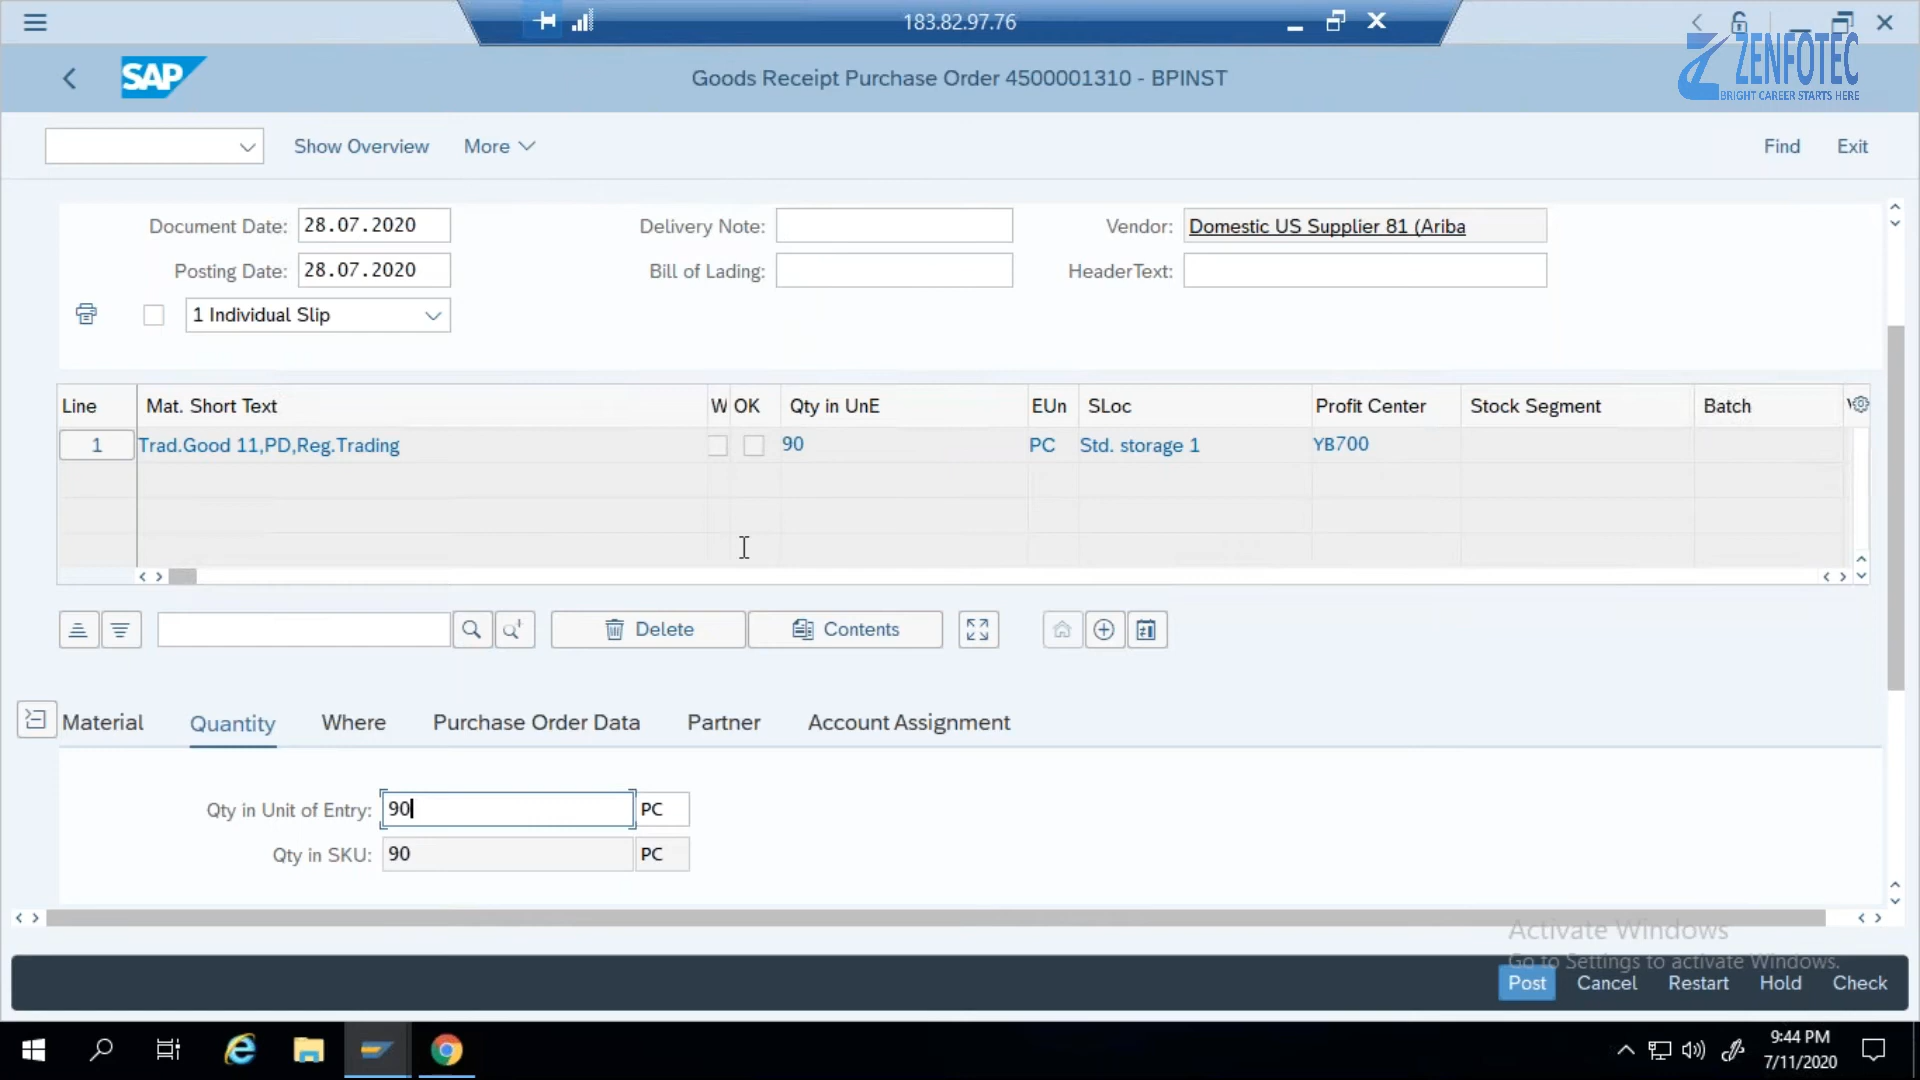 183.82.97.76
ZENFOTEC
BRIGHT CAREER STARTS HERE
SAP
Goods Receipt Purchase Order 4500001310 - BPINST
Show Overview More Find Exit
Document Date: 28.07.2020 Delivery Note: Vendor: Domestic US Supplier 81 (Ariba
Posting Date: 28.07.2020 Bill of Lading: HeaderText:
1 Individual Slip
Line Mat. Short Text W OK Qty in UnE EUn SLoc Profit Center Stock Segment Batch
1 Trad.Good 11,PD,Reg.Trading 90 PC Std. storage 1 YB700
Delete Contents
Material Quantity Where Purchase Order Data Partner Account Assignment
Qty in Unit of Entry: 90 PC
Qty in SKU: 90 PC
Activate Windows
Go to Settings to activate Windows.
Post Cancel Restart Hold Check
9:44 PM
7/11/2020